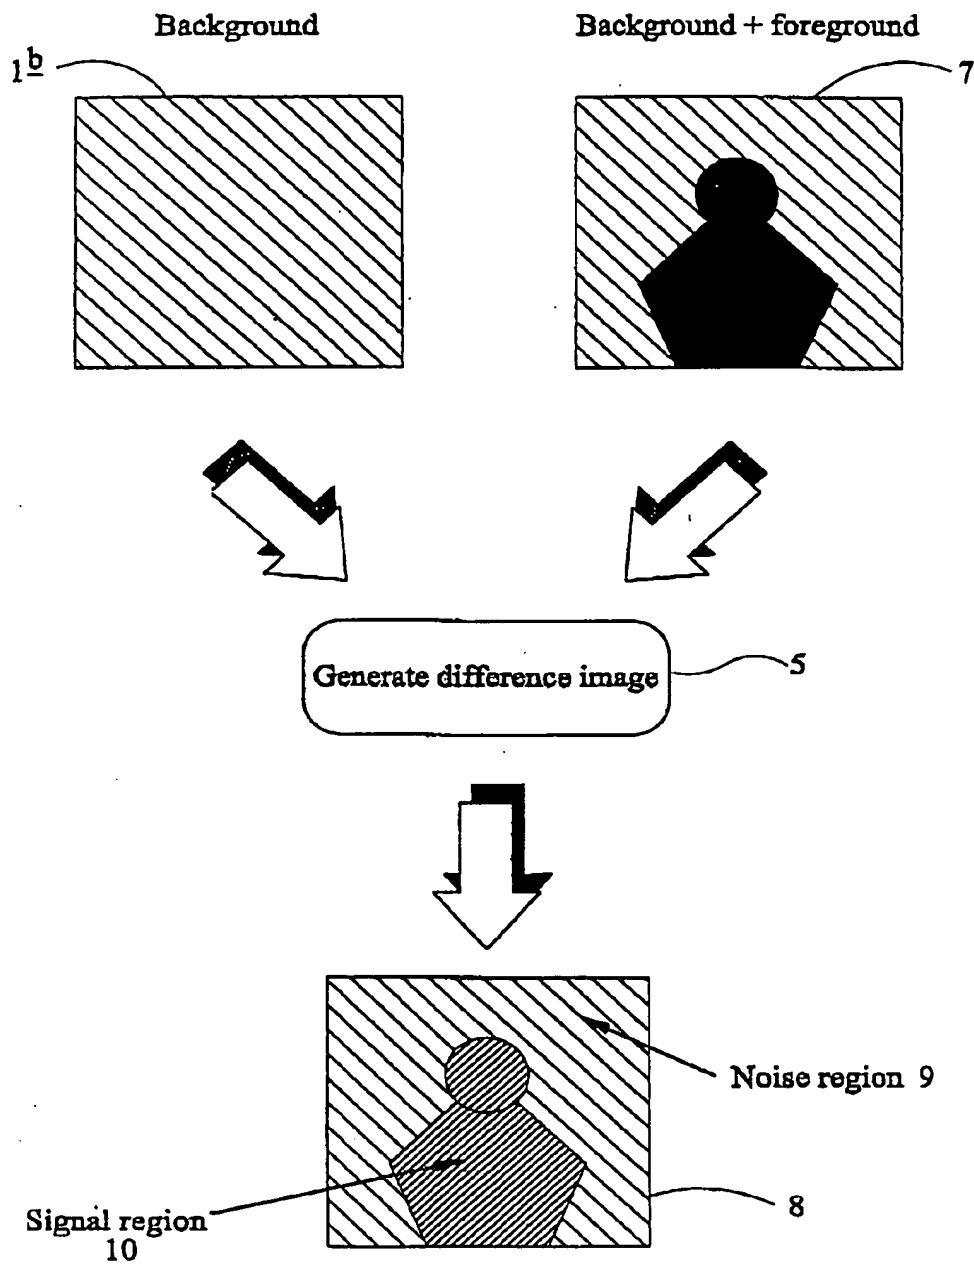 Background
Background + foreground
1b
7
Generate difference image
5
Noise region 9
8
Signal region
10